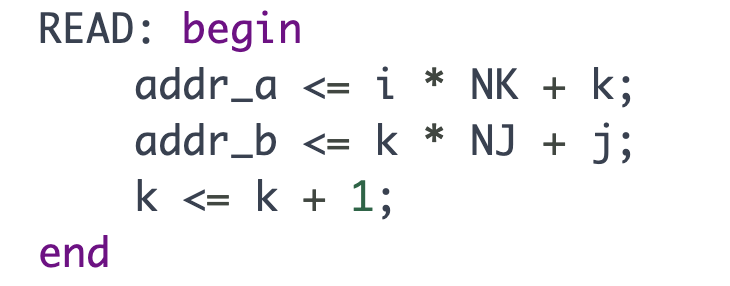 READ: begin
    addr_a <= i * NK + k;
    addr_b <= k * NJ + j;
    k <= k + 1;
end